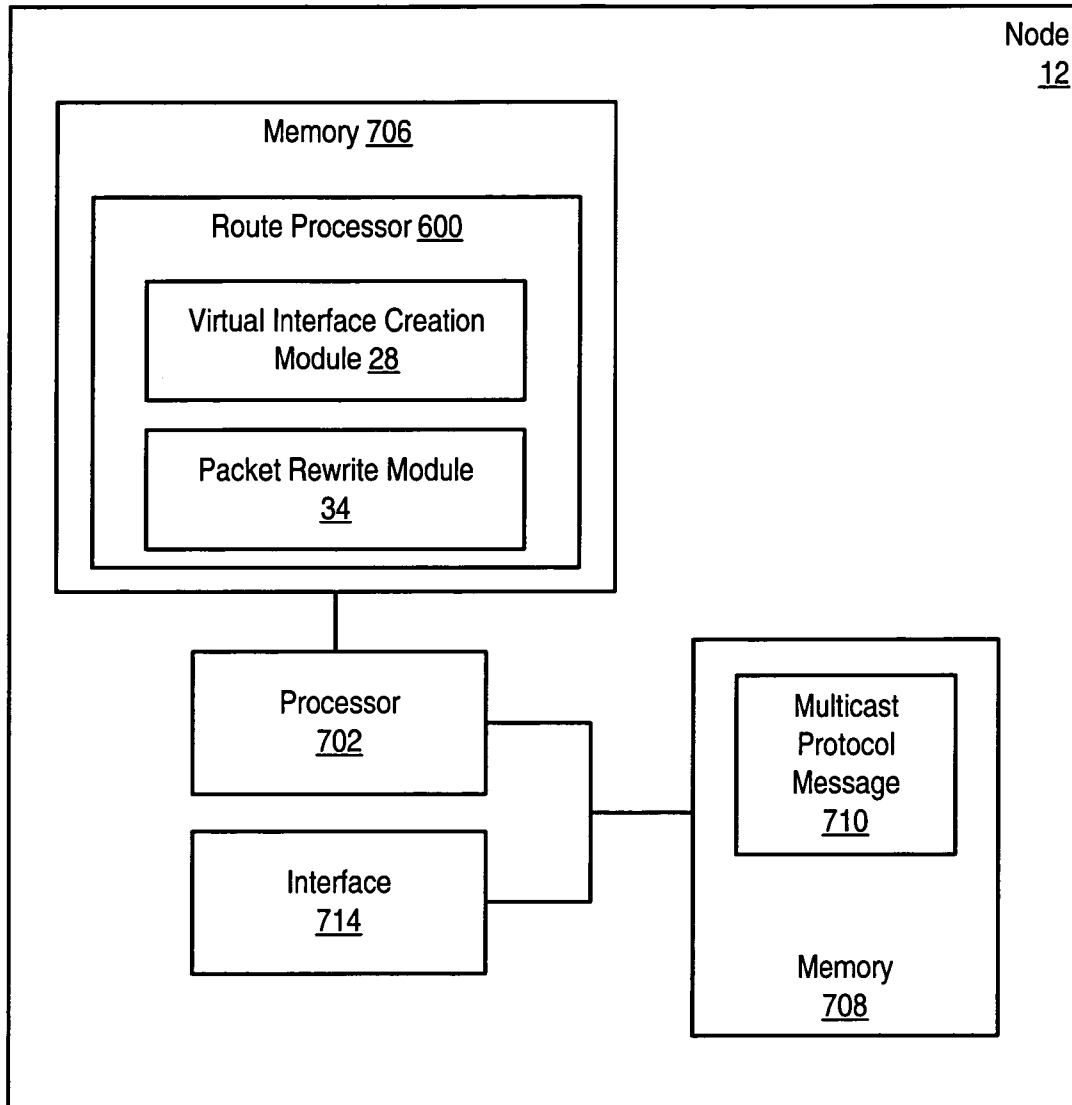 Node
12
Memory 706
Route Processor 600
Virtual Interface Creation
Module 28
Packet Rewrite Module
34
Processor
702
Interface
714
Multicast
Protocol
Message
710
Memory
708